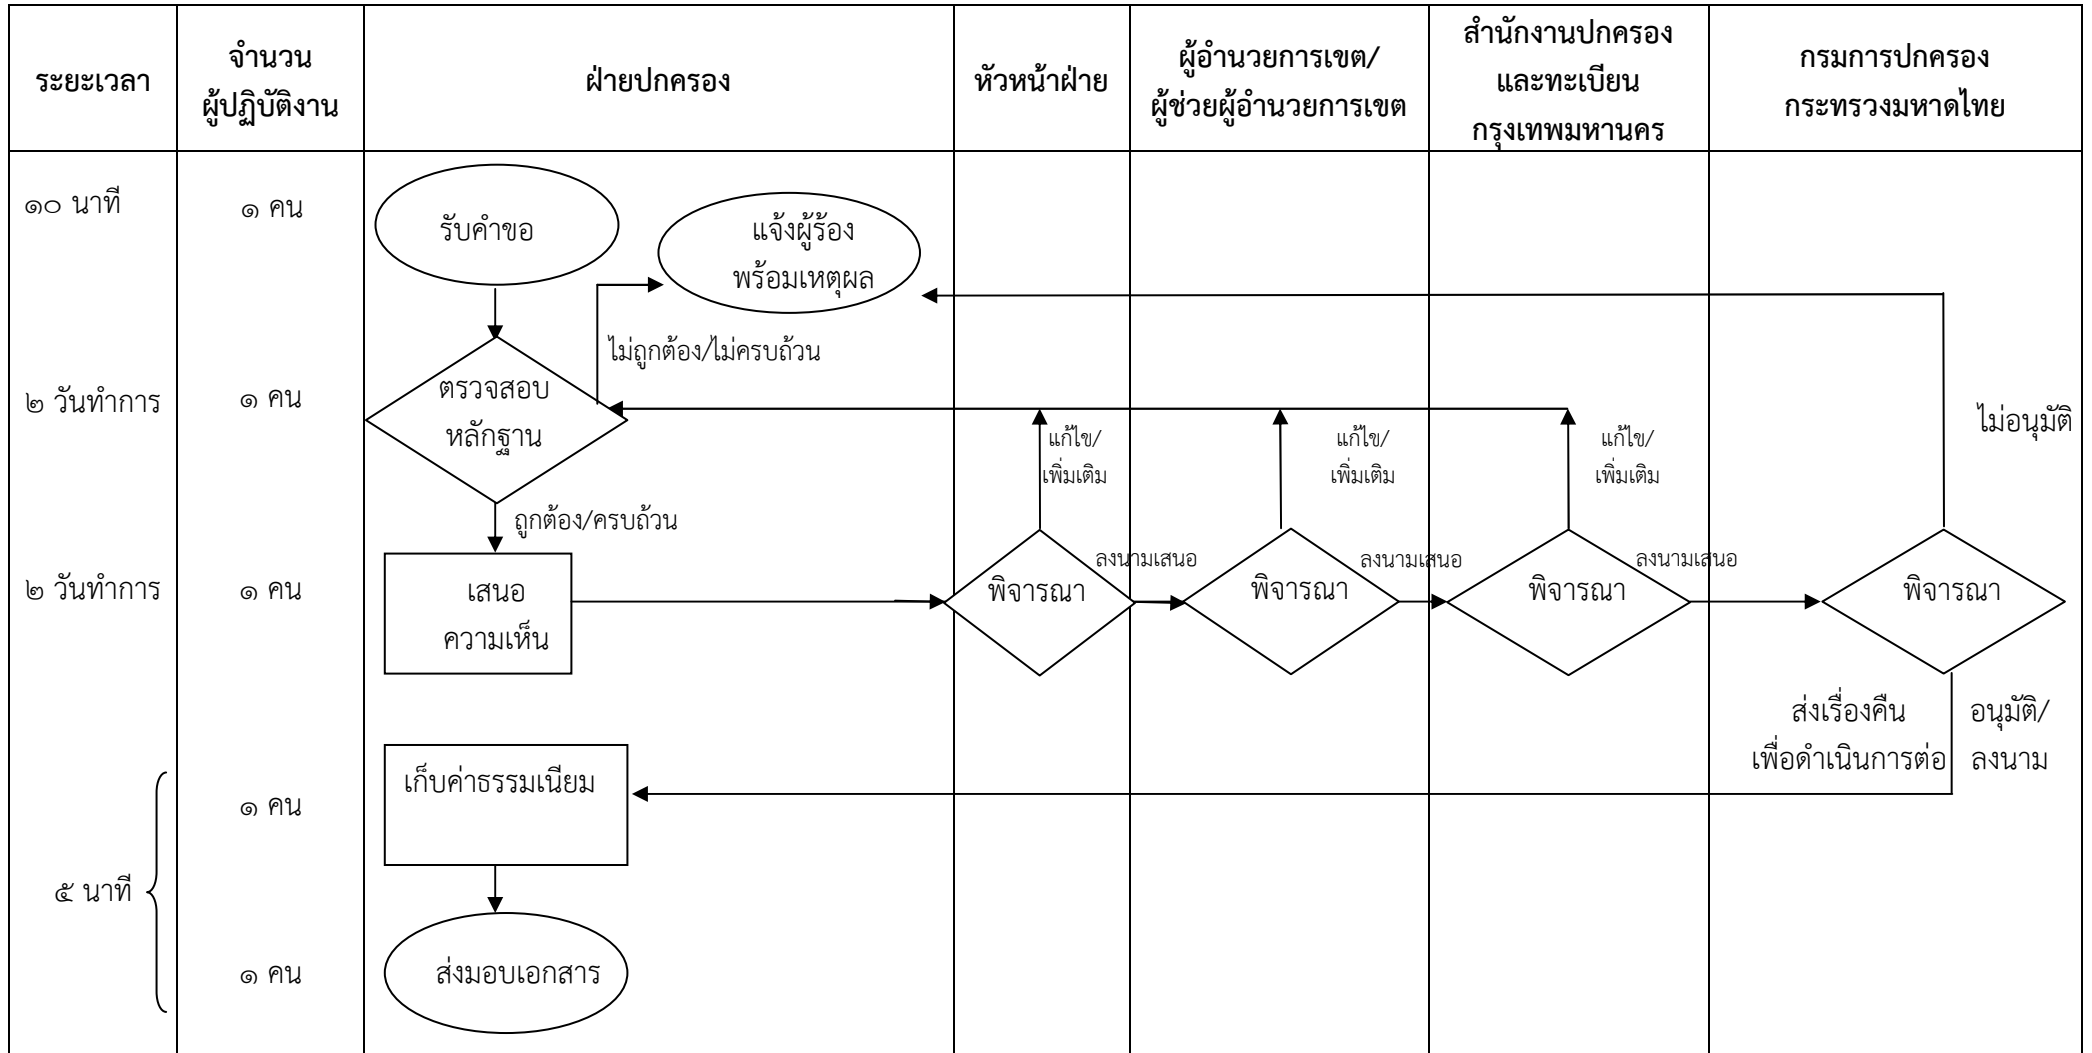 ระยะเวลา
จำนวน
ผู้ปฏิบัติงาน
ฝ่ายปกครอง
หัวหน้าฝ่าย
ผู้อำนวยการเขต/
ผู้ช่วยผู้อำนวยการเขต
สำนักงานปกครอง
และทะเบียน
กรุงเทพมหานคร
กรมการปกครอง
กระทรวงมหาดไทย
๑๐ นาที
๑ คน
รับคำขอ
แจ้งผู้ร้อง
พร้อมเหตุผล
ไม่ถูกต้อง/ไม่ครบถ้วน
๒ วันทำการ
๑ คน
ตรวจสอบ
หลักฐาน
แก้ไข/
เพิ่มเติม
แก้ไข/
เพิ่มเติม
แก้ไข/
เพิ่มเติม
ไม่อนุมัติ
ถูกต้อง/ครบถ้วน
๒ วันทำการ
๑ คน
เสนอ
ความเห็น
พิจารณา
ลงนามเสนอ
พิจารณา
ลงนามเสนอ
พิจารณา
ลงนามเสนอ
พิจารณา
ส่งเรื่องคืน
เพื่อดำเนินการต่อ
อนุมัติ/
ลงนาม
๑ คน
เก็บค่าธรรมเนียม
๕ นาที
๑ คน
ส่งมอบเอกสาร